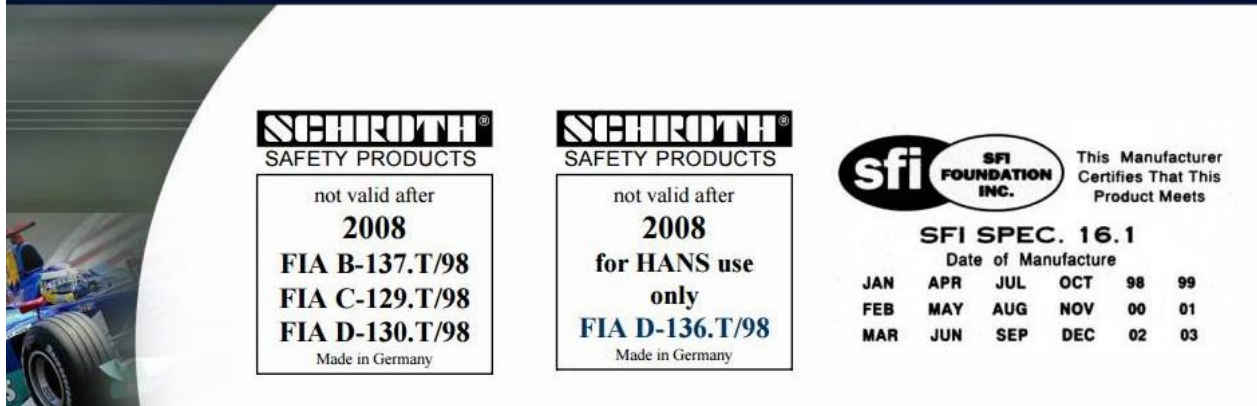 SCHROTH®
SAFETY PRODUCTS
not valid after
2008
FIA B-137.T/98
FIA C-129.T/98
FIA D-130.T/98
Made in Germany
SCHROTH®
SAFETY PRODUCTS
not valid after
2008
for HANS use
only
FIA D-136.T/98
Made in Germany
sfi
SFI
FOUNDATION
INC.
This Manufacturer
Certifies That This
Product Meets
SFI SPEC. 16.1
Date of Manufacture
JAN APR JUL OCT 98 99
FEB MAY AUG NOV 00 01
MAR JUN SEP DEC 02 03